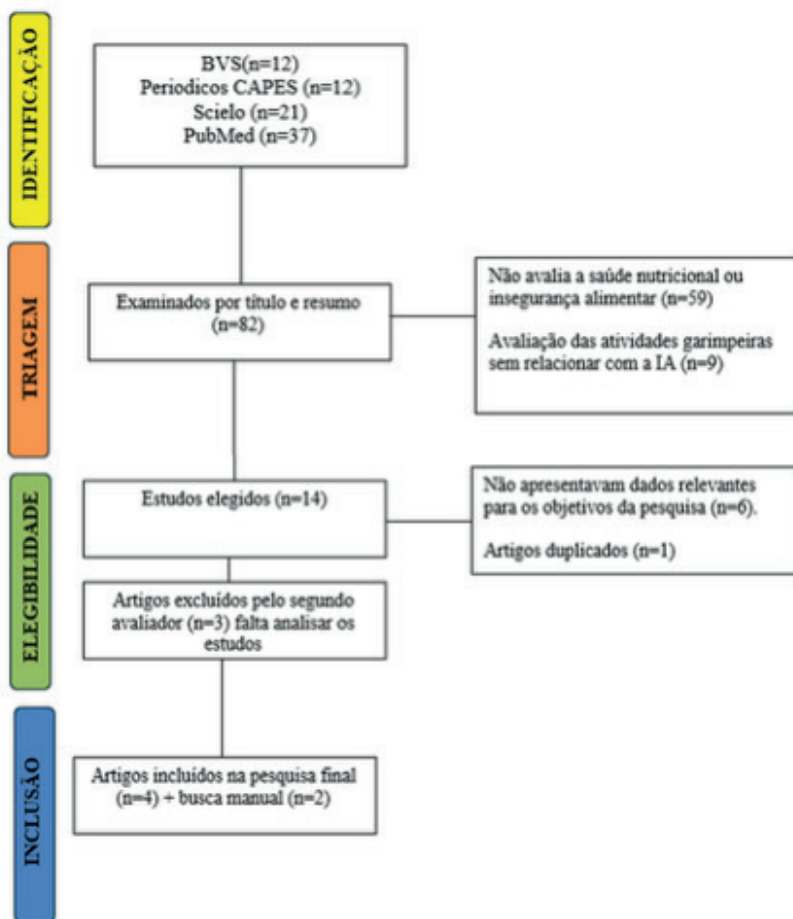 IDENTIFICAÇÃO
BVS(n=12)
Periodicos CAPES (n=12)
Scielo (n=21)
PubMed (n=37)
TRIAGEM
Examinados por título e resumo
(n=82)
Não avalia a saúde nutricional ou
insegurança alimentar (n=59)
Avaliação das atividades garimpeiras
sem relacionar com a IA (n=9)
ELEGIBILIDADE
Estudos elegidos (n=14)
Não apresentavam dados relevantes
para os objetivos da pesquisa (n=6).
Artigos duplicados (n=1)
Artigos excluídos pelo segundo
avaliador (n=3) falta analisar os
estudos
INCLUSÃO
Artigos incluídos na pesquisa final
(n=4) + busca manual (n=2)